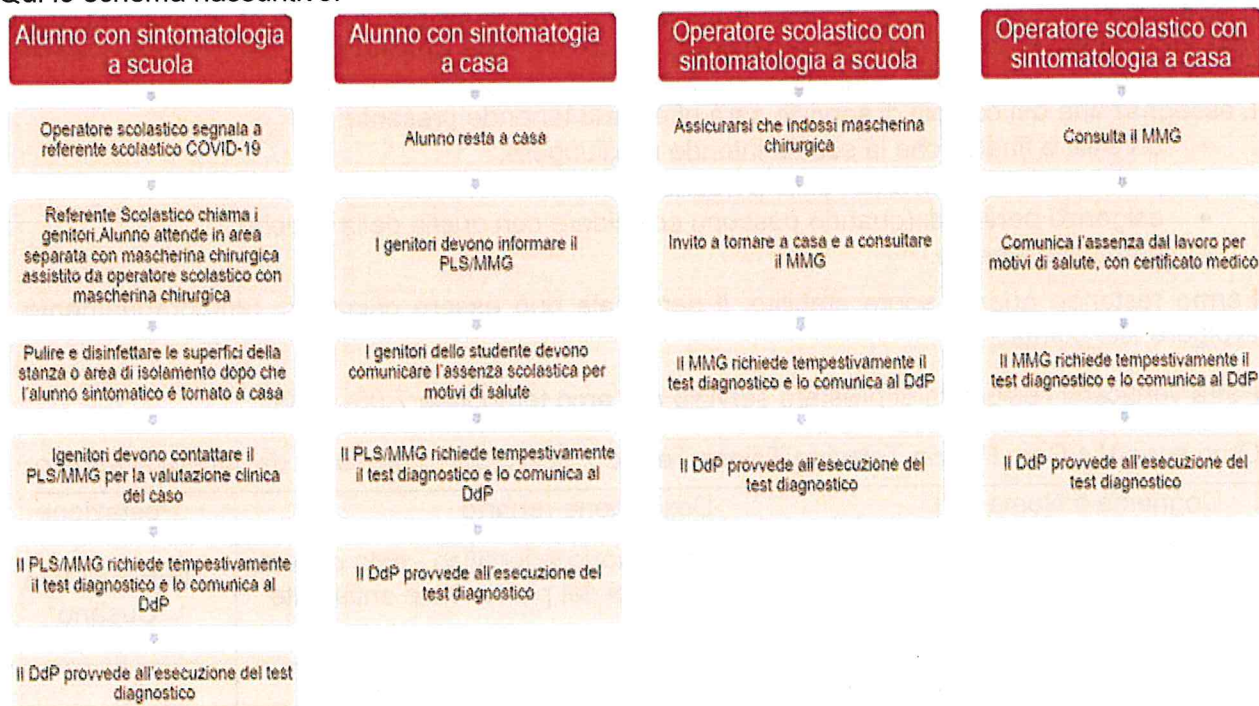 Alunno con sintomatologia
a scuola
Operatore scolastico segnala a
referente scolastico COVID-19
Referente Scolastico chiama i
genitori.Alunno attende in area
separata con mascherina chirurgica
assistito da operatore scolastico con
mascherina chirurgica
Pulire e disinfettare le superfici della
stanza o area di isolamento dopo che
l'alunno sintomatico é tornato a casa
Igenitori devono contattare il
PLS/MMG per la valutazione clinica
del caso
Il PLS/MMG richiede tempestivamente
il test diagnostico e lo comunica al
DdP
Il DdP provvede all'esecuzione del test
diagnostico
Alunno con sintomatogia
a casa
Alunno resta a casa
I genitori devono informare il
PLS/MMG
I genitori dello studente devono
comunicare l'assenza scolastica per
motivi di salute
Il PLS/MMG richiede tempestivamente
il test diagnostico e lo comunica al
DdP
Il DdP provvede all'esecuzione del
test diagnostico
Operatore scolastico con
sintomatologia a scuola
Assicurarsi che indossi mascherina
chirurgica
Invito a tornare a casa e a consultare
il MMG
Il MMG richiede tempestivamente il
test diagnostico e lo comunica al DdP
Il DdP provvede all'esecuzione del
test diagnostico
Operatore scolastico con
sintomatologia a casa
Consulta il MMG
Comunica l'assenza dal lavoro per
motivi di salute, con certificato medico
Il MMG richiede tempestivamente il
test diagnostico e lo comunica al DdP
Il DdP provvede all'esecuzione del
test diagnostico